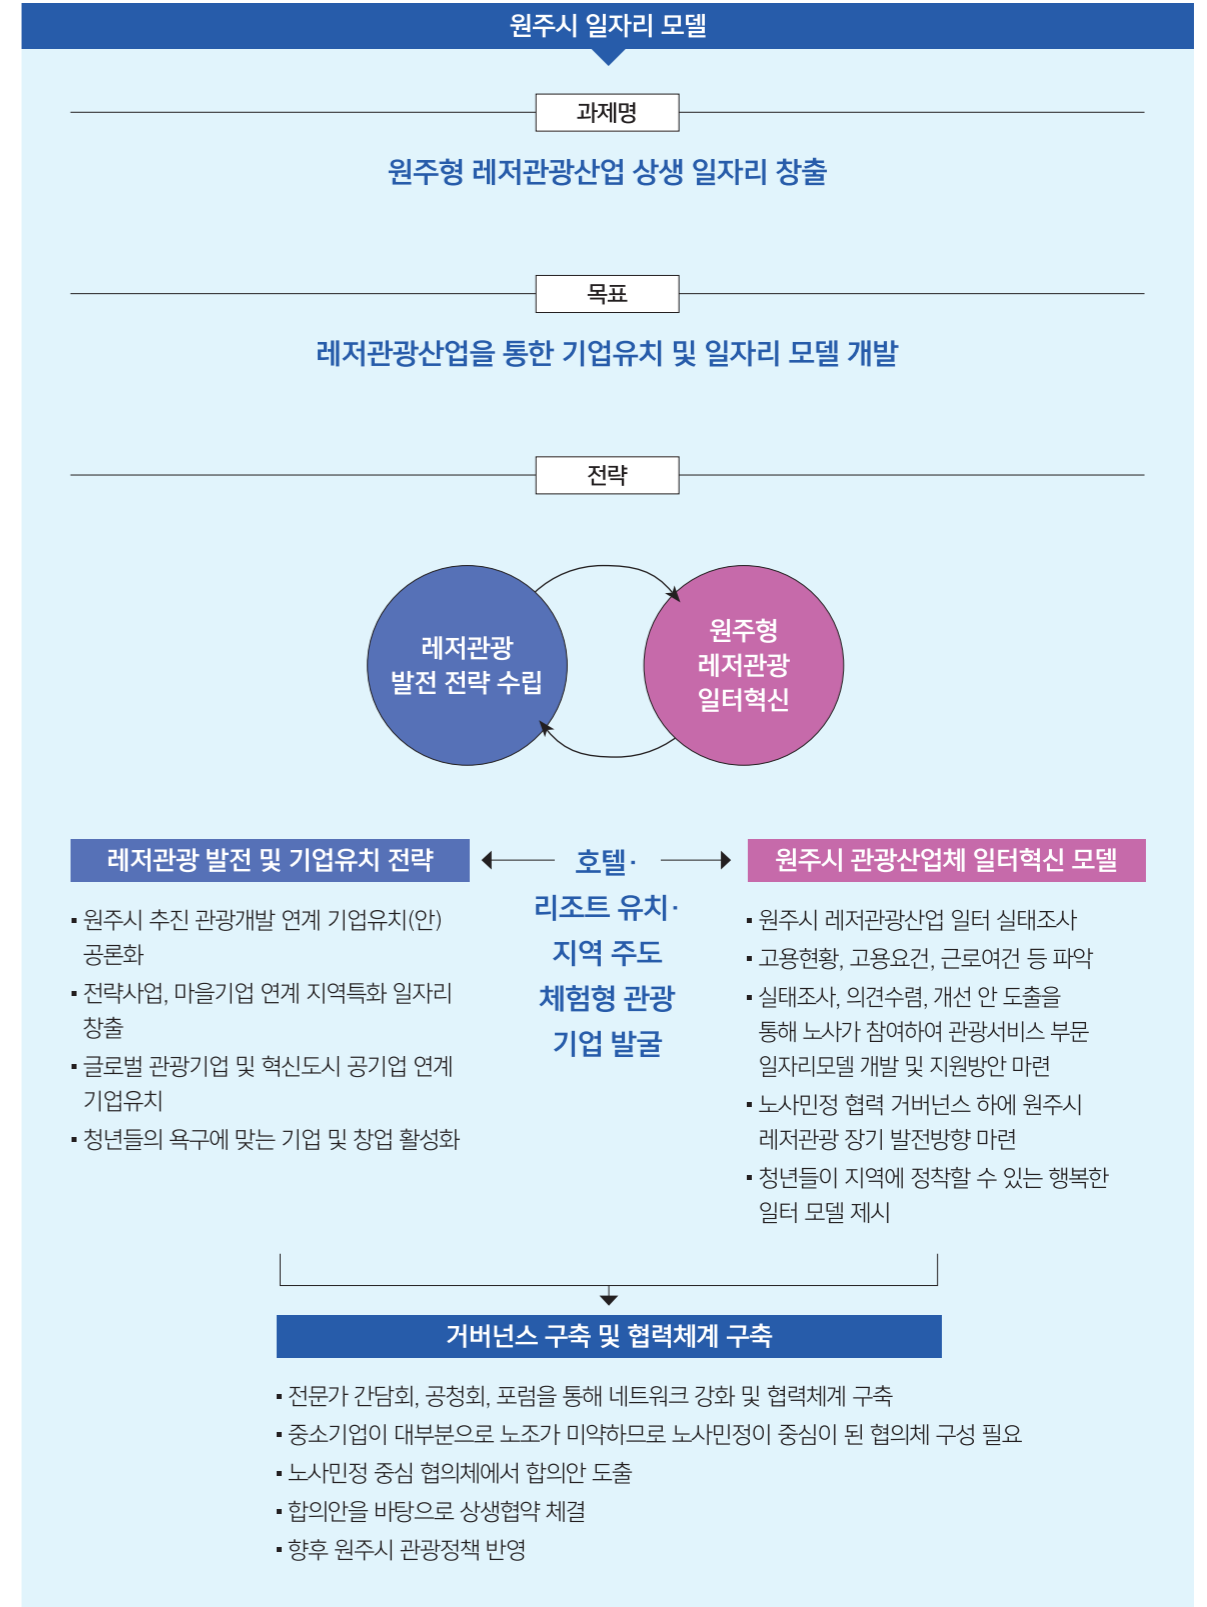 원주시 일자리 모델
과제명
원주형 레저관광산업 상생 일자리 창출
목표
레저관광산업을 통한 기업유치 및 일자리 모델 개발
전략
레저관광
발전 전략 수립
원주형
레저관광
일터혁신
레저관광 발전 및 기업유치 전략
▪ 원주시 추진 관광개발 연계 기업유치(안)
공론화
▪ 전략사업, 마을기업 연계 지역특화 일자리
창출
▪ 글로벌 관광기업 및 혁신도시 공기업 연계
기업유치
▪ 청년들의 욕구에 맞는 기업 및 창업 활성화
호텔·
리조트 유치·
지역 주도
체험형 관광
기업 발굴
원주시 관광산업체 일터혁신 모델
▪ 원주시 레저관광산업 일터 실태조사
▪ 고용현황, 고용요건, 근로여건 등 파악
▪ 실태조사, 의견수렴, 개선 안 도출을
통해 노사가 참여하여 관광서비스 부문
일자리모델 개발 및 지원방안 마련
▪ 노사민정 협력 거버넌스 하에 원주시
레저관광 장기 발전방향 마련
▪ 청년들이 지역에 정착할 수 있는 행복한
일터 모델 제시
거버넌스 구축 및 협력체계 구축
▪ 전문가 간담회, 공청회, 포럼을 통해 네트워크 강화 및 협력체계 구축
▪ 중소기업이 대부분으로 노조가 미약하므로 노사민정이 중심이 된 협의체 구성 필요
▪ 노사민정 중심 협의체에서 합의안 도출
▪ 합의안을 바탕으로 상생협약 체결
▪ 향후 원주시 관광정책 반영